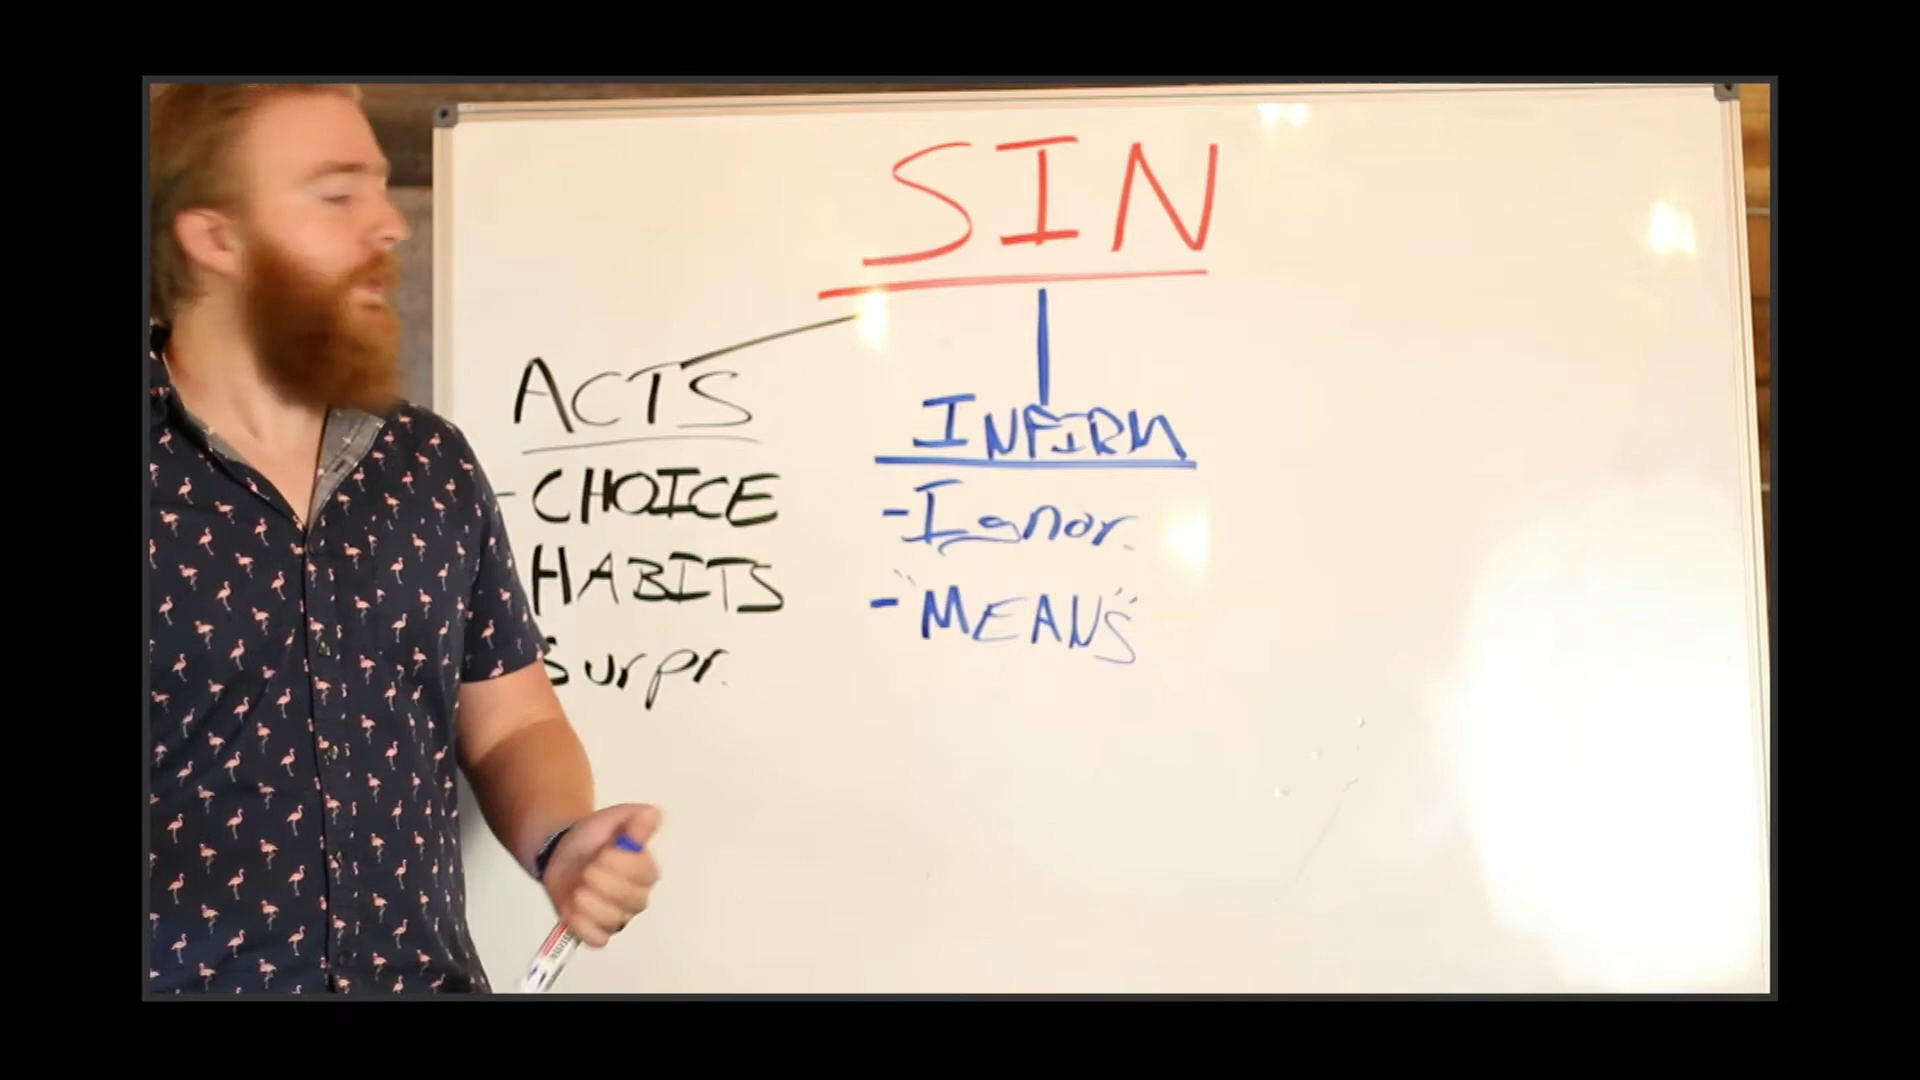 SIN
ACTS
-CHOICE
HABITS
Surpr.
INFIRM
-Ignor.
-"MEANS"